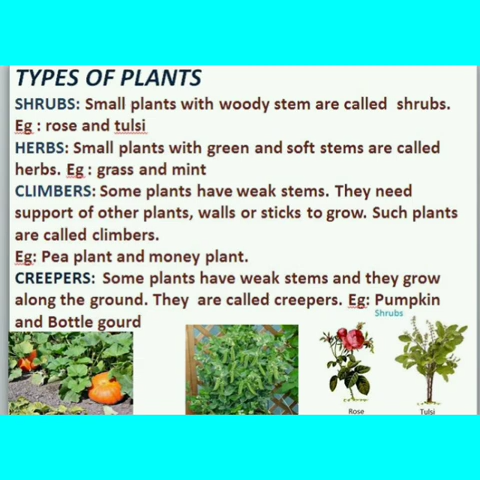 TYPES OF PLANTS
SHRUBS: Small plants with woody stem are called shrubs.
Eg : rose and tulsi
HERBS: Small plants with green and soft stems are called
herbs. Eg : grass and mint
CLIMBERS: Some plants have weak stems. They need
support of other plants, walls or sticks to grow. Such plants
are called climbers.
Eg: Pea plant and money plant.
CREEPERS: Some plants have weak stems and they grow
along the ground. They are called creepers. Eg: Pumpkin
and Bottle gourd
Shrubs
Rose
Tulsi